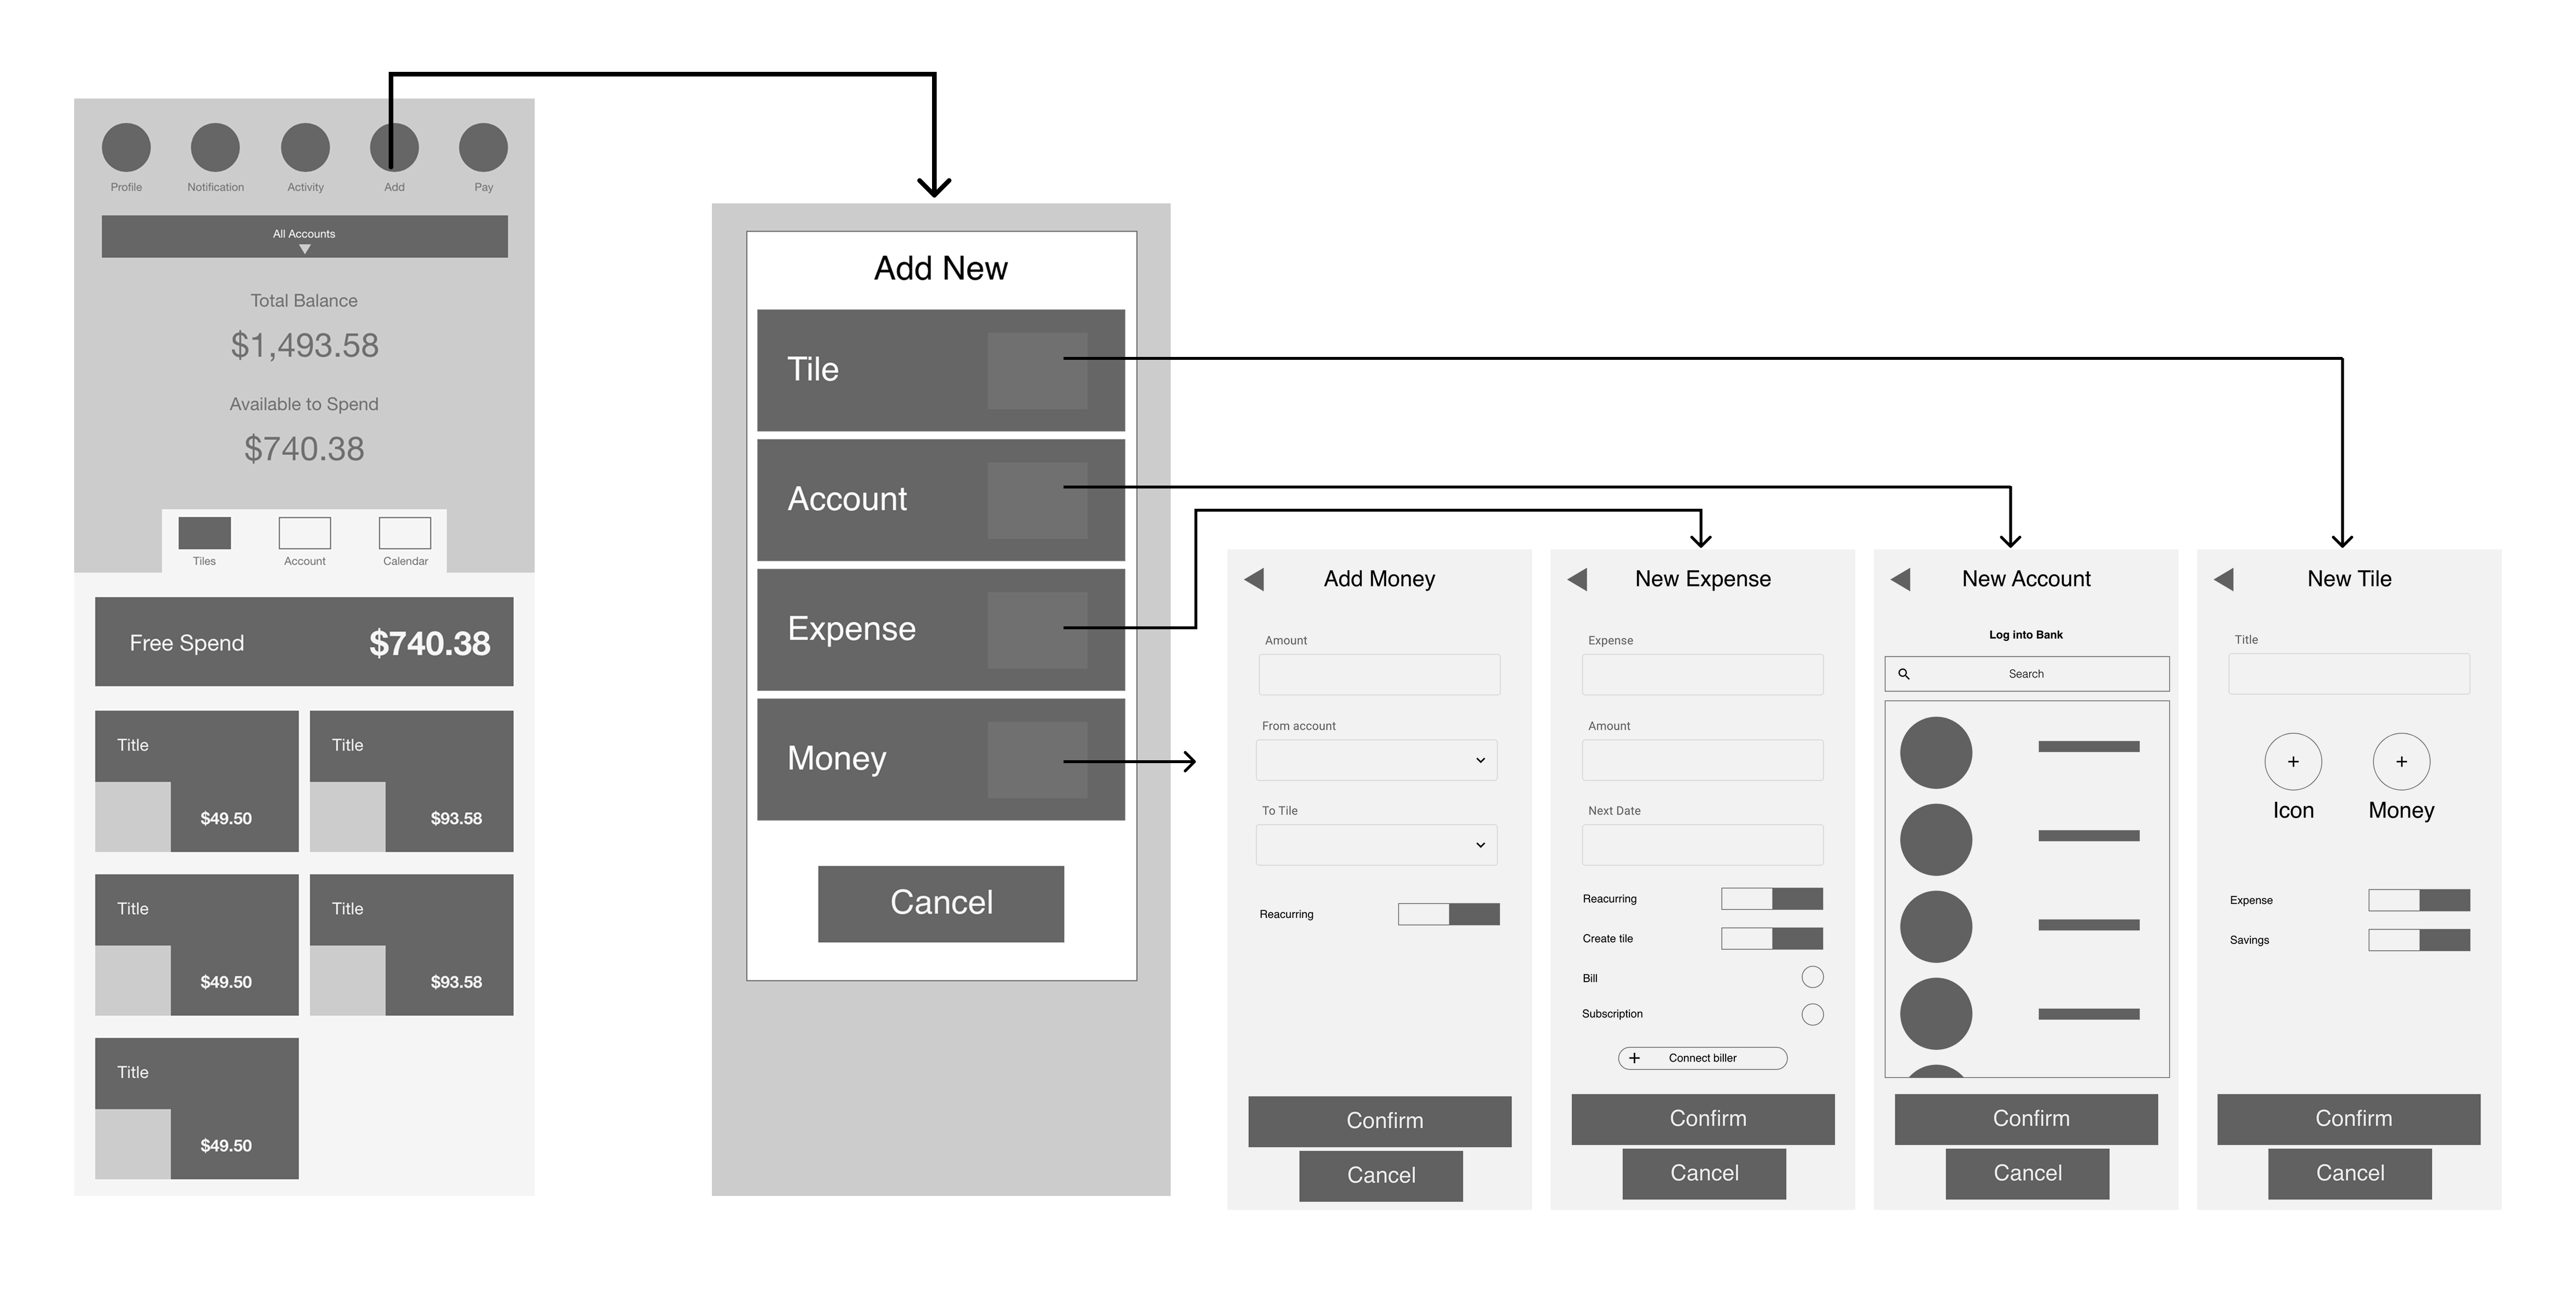 Profile
Notification
Activity
Add
Pay
All Accounts
Total Balance
$1,493.58
Available to Spend
$740.38
Tiles
Account
Calendar
Free Spend
$740.38
Title
$49.50
Title
$93.58
Title
$49.50
Title
$93.58
Title
$49.50
Add New
Tile
Account
Expense
Money
Cancel
Add Money
Amount
From account
To Tile
Reacurring
Confirm
Cancel
New Expense
Expense
Amount
Next Date
Reacurring
Create tile
Bill
Subscription
+ Connect biller
Confirm
Cancel
New Account
Log into Bank
Search
Confirm
Cancel
New Tile
Title
+
Icon
+
Money
Expense
Savings
Confirm
Cancel